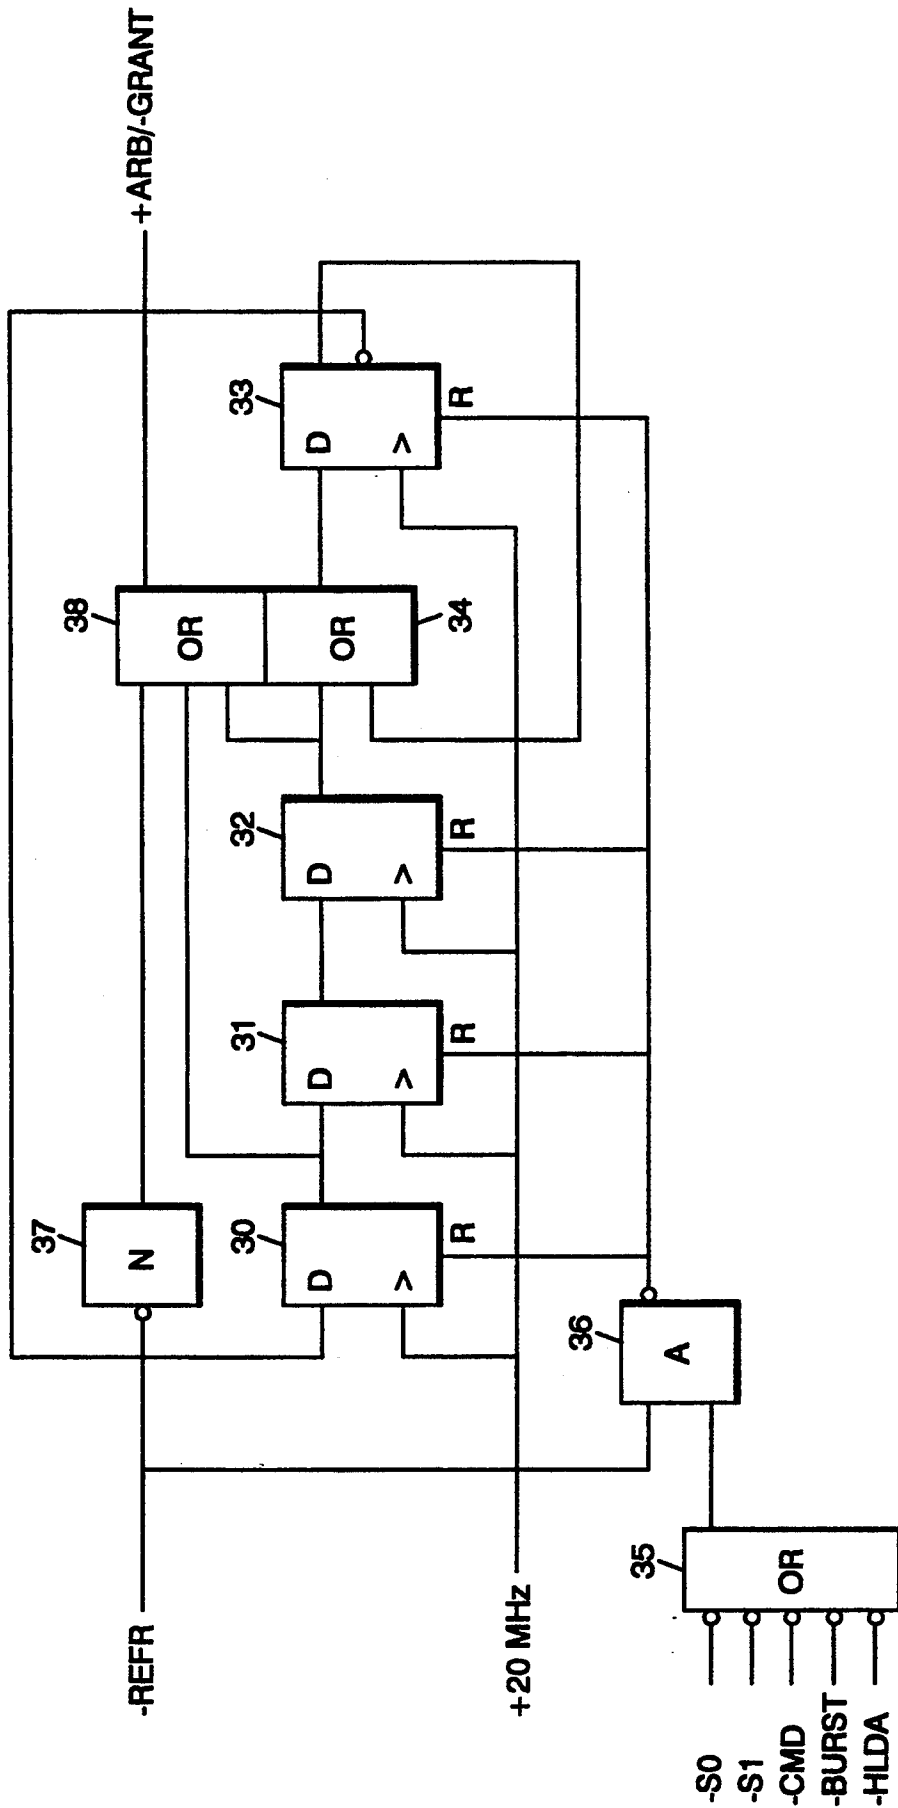 -REFR
+20 MHz
-S0
-S1
-CMD
-BURST
-HLDA
35
OR
36
A
37
N
30
D
>
R
31
D
>
R
32
D
>
R
38
OR
34
OR
33
D
>
R
+ARB/-GRANT